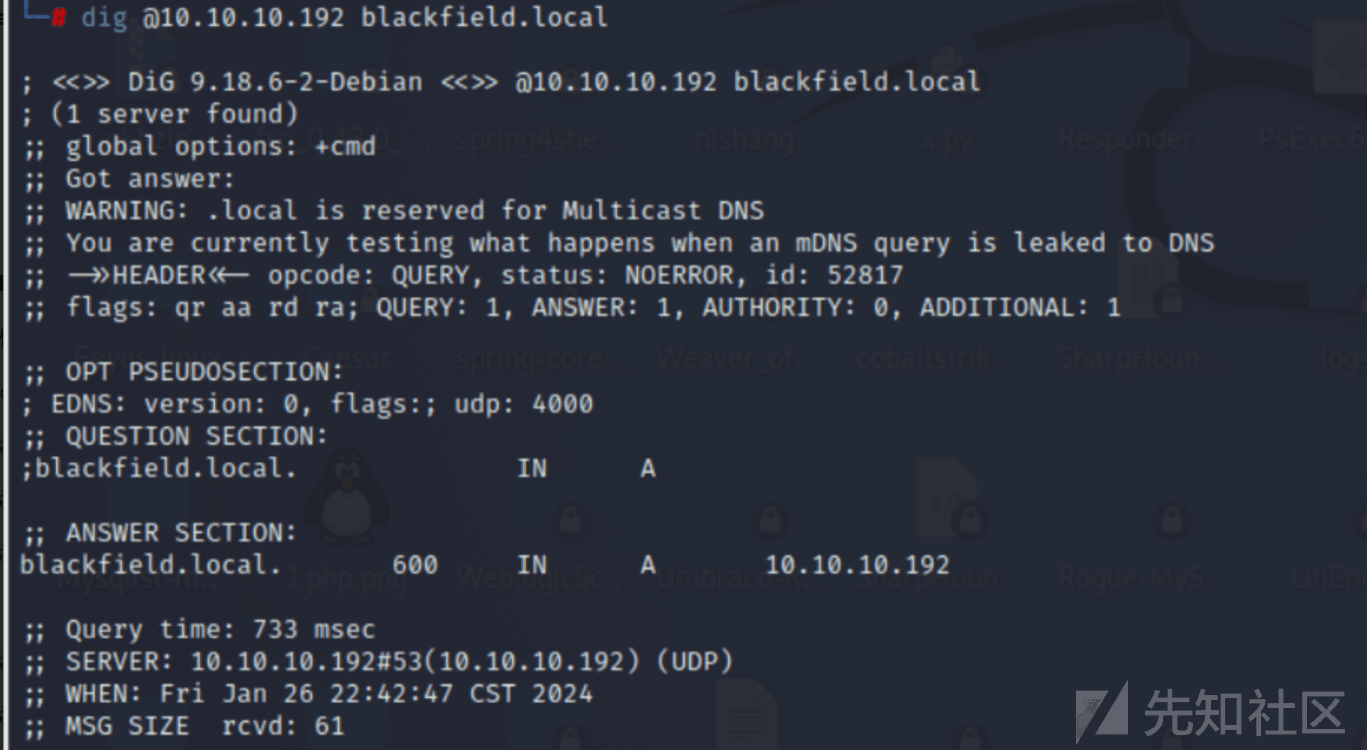 # dig @10.10.10.192 blackfield.local
; <<>> DiG 9.18.6-2-Debian <<>> @10.10.10.192 blackfield.local
; (1 server found)
;; global options: +cmd
;; Got answer:
;; WARNING: .local is reserved for Multicast DNS
;; You are currently testing what happens when an mDNS query is leaked to DNS
;; ->>HEADER<<- opcode: QUERY, status: NOERROR, id: 52817
;; flags: qr aa rd ra; QUERY: 1, ANSWER: 1, AUTHORITY: 0, ADDITIONAL: 1
;; OPT PSEUDOSECTION:
; EDNS: version: 0, flags:; udp: 4000
;; QUESTION SECTION:
;blackfield.local. IN A
;; ANSWER SECTION:
blackfield.local. 600 IN A 10.10.10.192
;; Query time: 733 msec
;; SERVER: 10.10.10.192#53(10.10.10.192) (UDP)
;; WHEN: Fri Jan 26 22:42:47 CST 2024
;; MSG SIZE rcvd: 61
先知社区